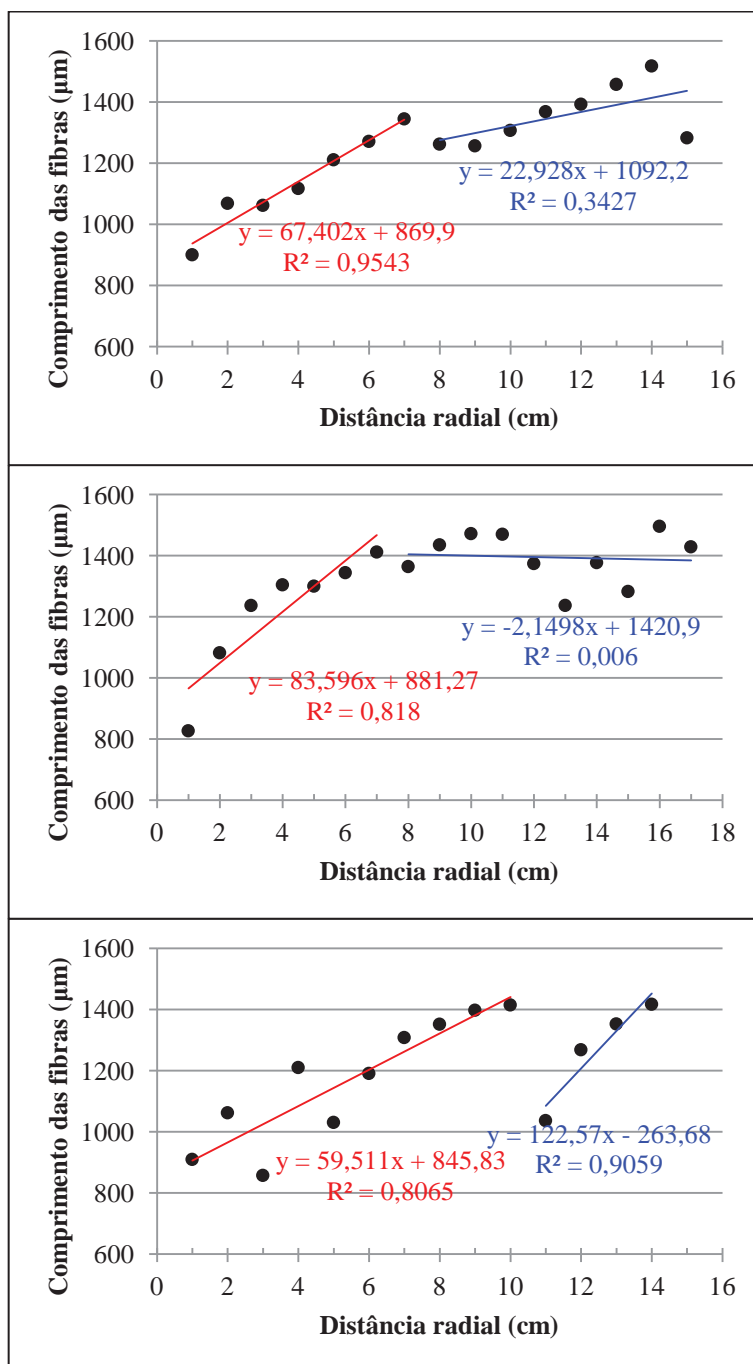 Comprimento das fibras (µm)
1600
1400
1200
1000
800
600
y = 22,928x + 1092,2
R² = 0,3427
y = 67,402x + 869,9
R² = 0,9543
0 2 4 6 8 10 12 14 16
Distância radial (cm)
Comprimento das fibras (µm)
1600
1400
1200
1000
800
600
y = -2,1498x + 1420,9
R² = 0,006
y = 83,596x + 881,27
R² = 0,818
0 2 4 6 8 10 12 14 16 18
Distância radial (cm)
Comprimento das fibras (µm)
1600
1400
1200
1000
800
600
y = 122,57x - 263,68
R² = 0,9059
y = 59,511x + 845,83
R² = 0,8065
0 2 4 6 8 10 12 14 16
Distância radial (cm)